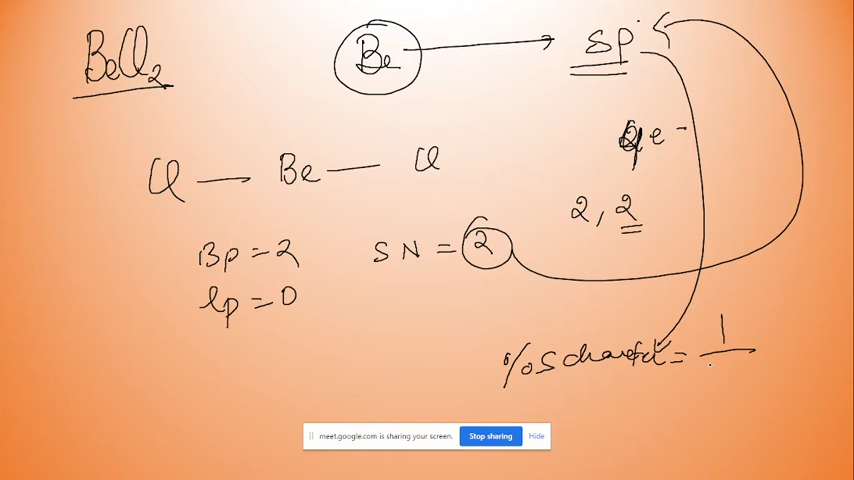 BeCl2 Be sp
e-
Cl — Be — Cl
2, 2
Bp = 2 SN = 2
lp = 0
% S character = 1
meet.google.com is sharing your screen. Stop sharing Hide